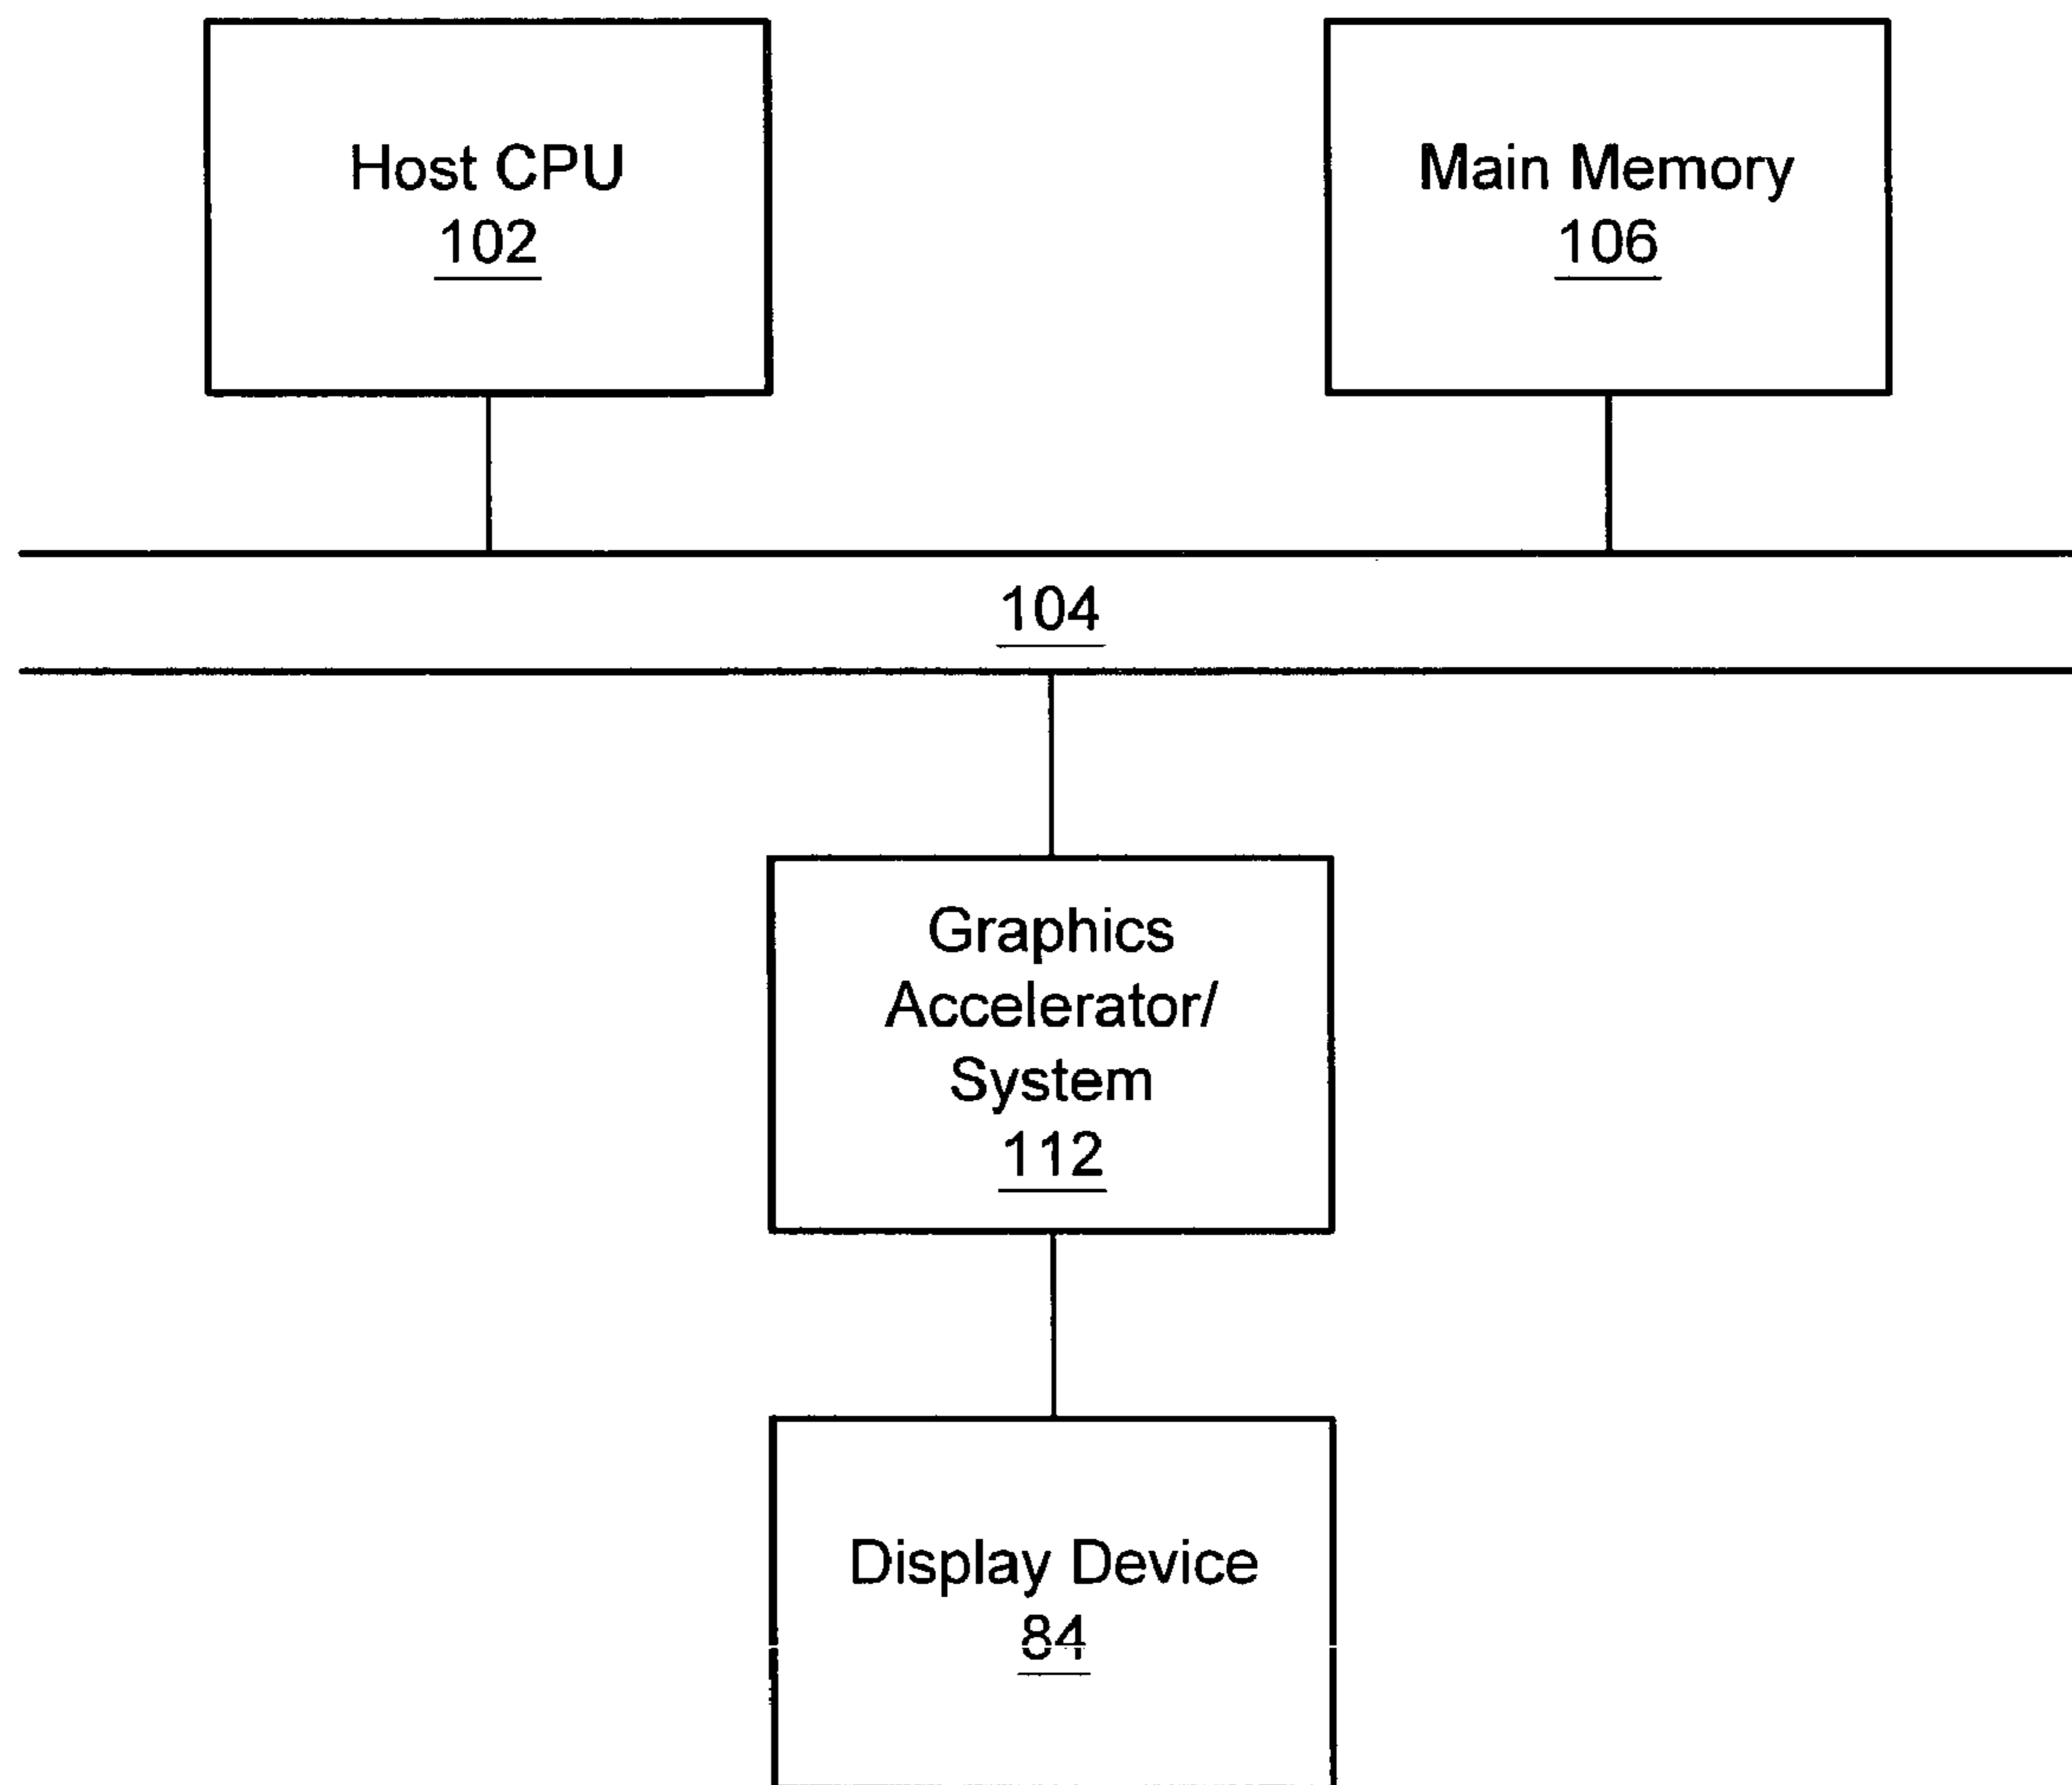 Host CPU
102
Main Memory
106
104
Graphics
Accelerator/
System
112
Display Device
84